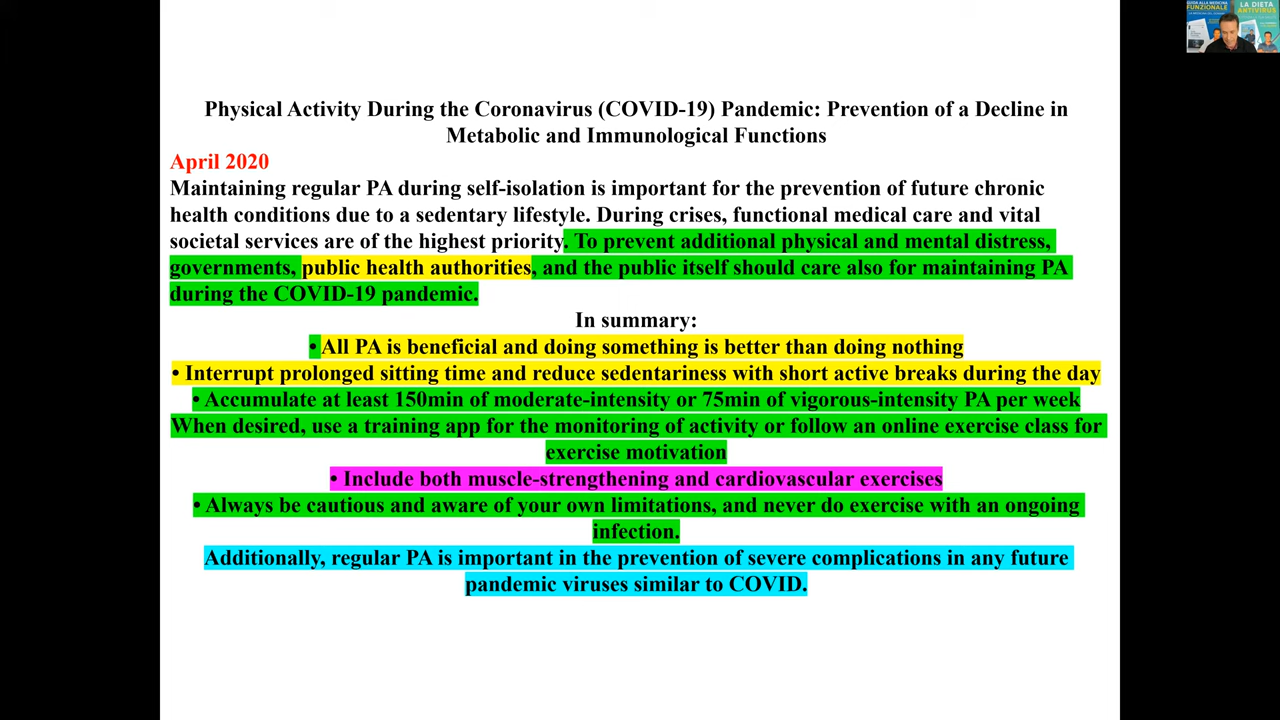 GUIDA ALLA MEDICINA
FUNZIONALE
LA DIETA
ANTIVIRUS
Physical Activity During the Coronavirus (COVID-19) Pandemic: Prevention of a Decline in
Metabolic and Immunological Functions
April 2020
Maintaining regular PA during self-isolation is important for the prevention of future chronic
health conditions due to a sedentary lifestyle. During crises, functional medical care and vital
societal services are of the highest priority. To prevent additional physical and mental distress,
governments, public health authorities, and the public itself should care also for maintaining PA
during the COVID-19 pandemic.
In summary:
• All PA is beneficial and doing something is better than doing nothing
• Interrupt prolonged sitting time and reduce sedentariness with short active breaks during the day
• Accumulate at least 150min of moderate-intensity or 75min of vigorous-intensity PA per week
When desired, use a training app for the monitoring of activity or follow an online exercise class for
exercise motivation
• Include both muscle-strengthening and cardiovascular exercises
• Always be cautious and aware of your own limitations, and never do exercise with an ongoing
infection.
Additionally, regular PA is important in the prevention of severe complications in any future
pandemic viruses similar to COVID.